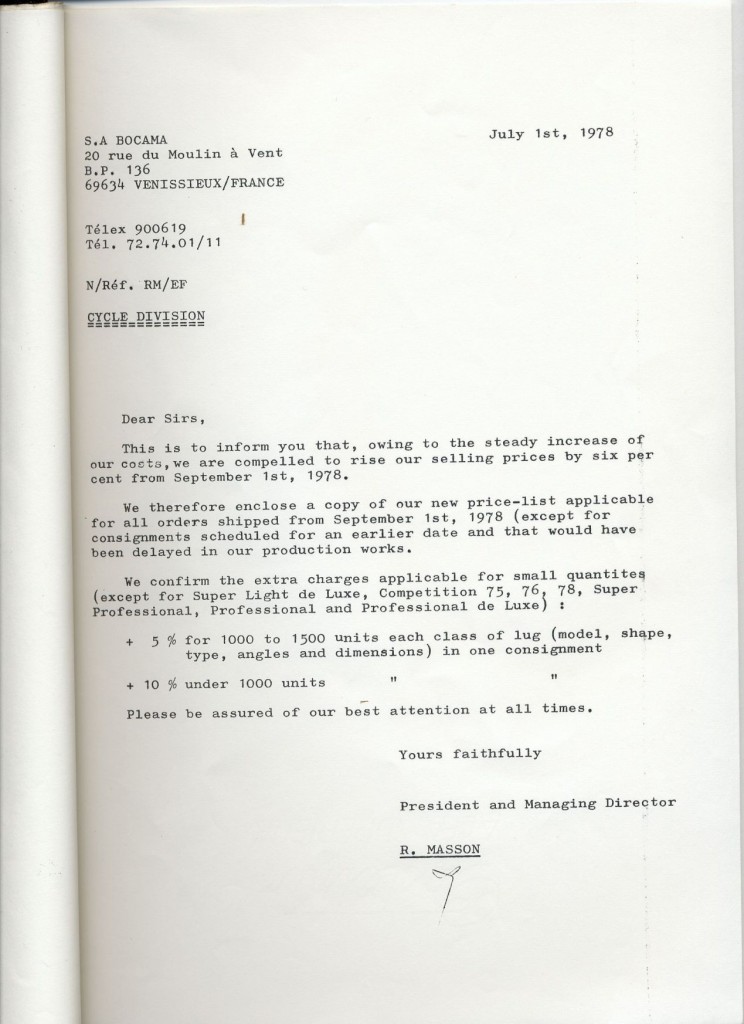 July 1st, 1978
S.A BOCAMA
20 rue du Moulin à Vent
B.P. 136
69634 VENISSIEUX/FRANCE
Télex 900619
Tél. 72.74.01/11
N/Réf. RM/EF
CYCLE DIVISION
Dear Sirs,
This is to inform you that, owing to the steady increase of
our costs,we are compelled to rise our selling prices by six per
cent from September 1st, 1978.
We therefore enclose a copy of our new price-list applicable
for all orders shipped from September 1st, 1978 (except for
consignments scheduled for an earlier date and that would have
been delayed in our production works.
We confirm the extra charges applicable for small quantites
(except for Super Light de Luxe, Competition 75, 76, 78, Super
Professional, Professional and Professional de Luxe) :
+ 5 % for 1000 to 1500 units each class of lug (model, shape,
type, angles and dimensions) in one consignment
+ 10 % under 1000 units " "
Please be assured of our best attention at all times.
Yours faithfully
President and Managing Director
R. MASSON